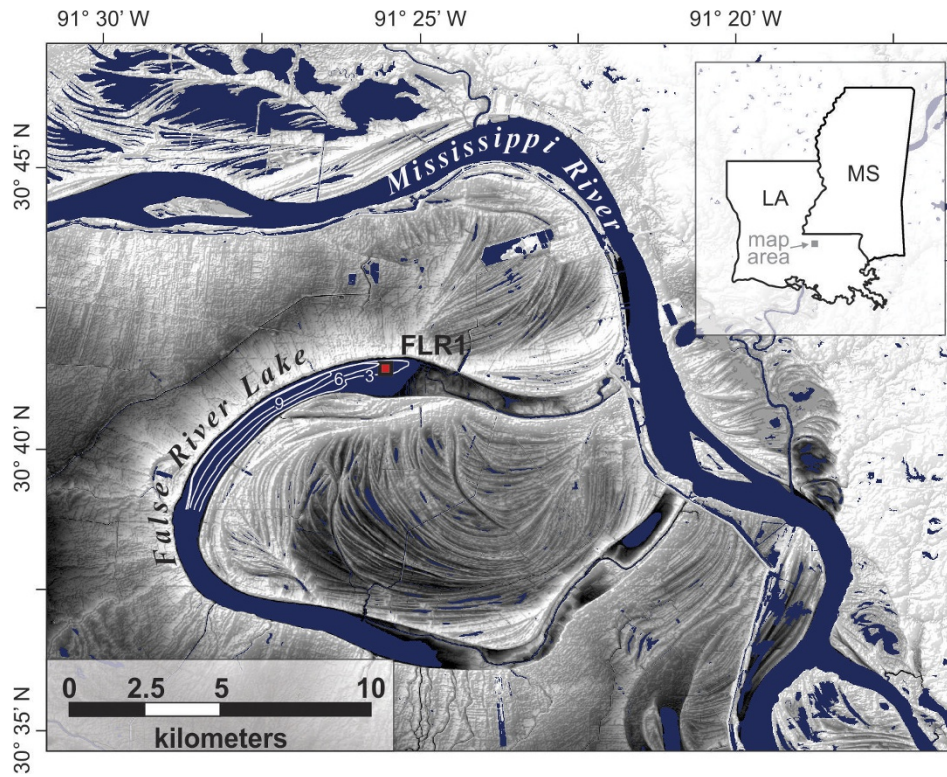 91° 30' W
91° 25' W
91° 20' W
30° 45' N
30° 40' N
30° 35' N
Mississippi River
LA
MS
map
area
FLR1
3
6
9
False River Lake
0 2.5 5 10
kilometers